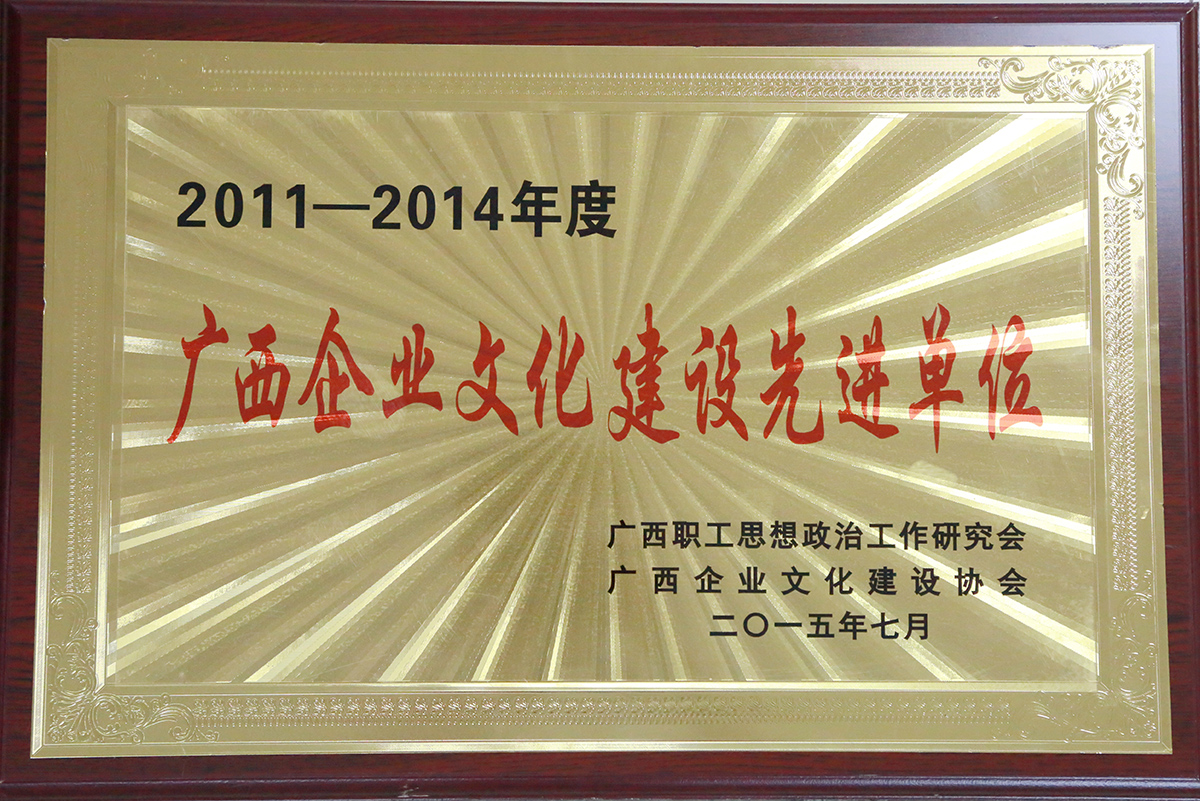 2011—2014年度
广西企业文化建设先进单位
广西职工思想政治工作研究会
广西企业文化建设协会
二〇一五年七月